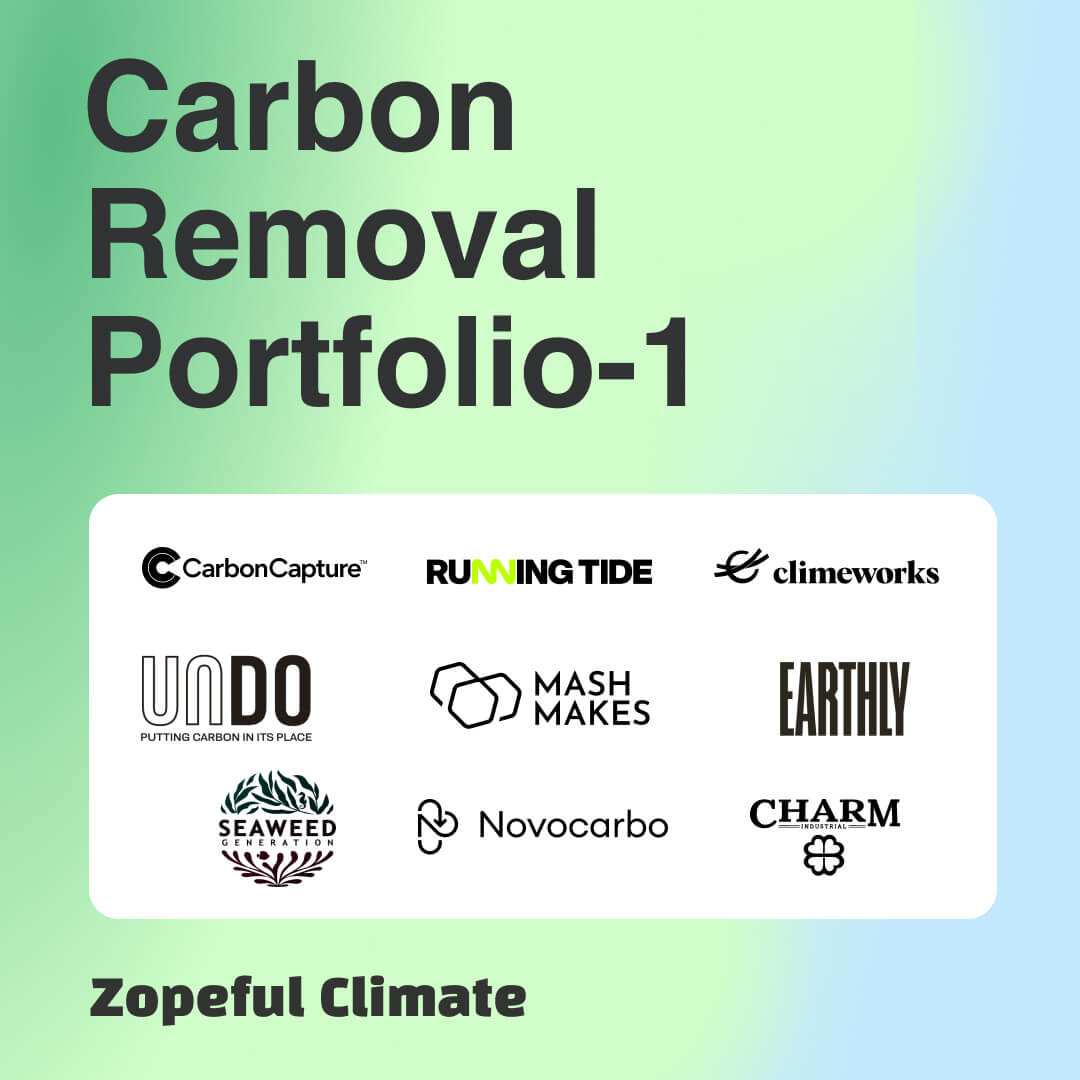 Carbon
Removal
Portfolio-1
CarbonCapture™
RUNNING TIDE
climeworks
UNDO
PUTTING CARBON IN ITS PLACE
MASH
MAKES
EARTHLY
SEAWEED
GENERATION
Novocarbo
CHARM
INDUSTRIAL
Zopeful Climate